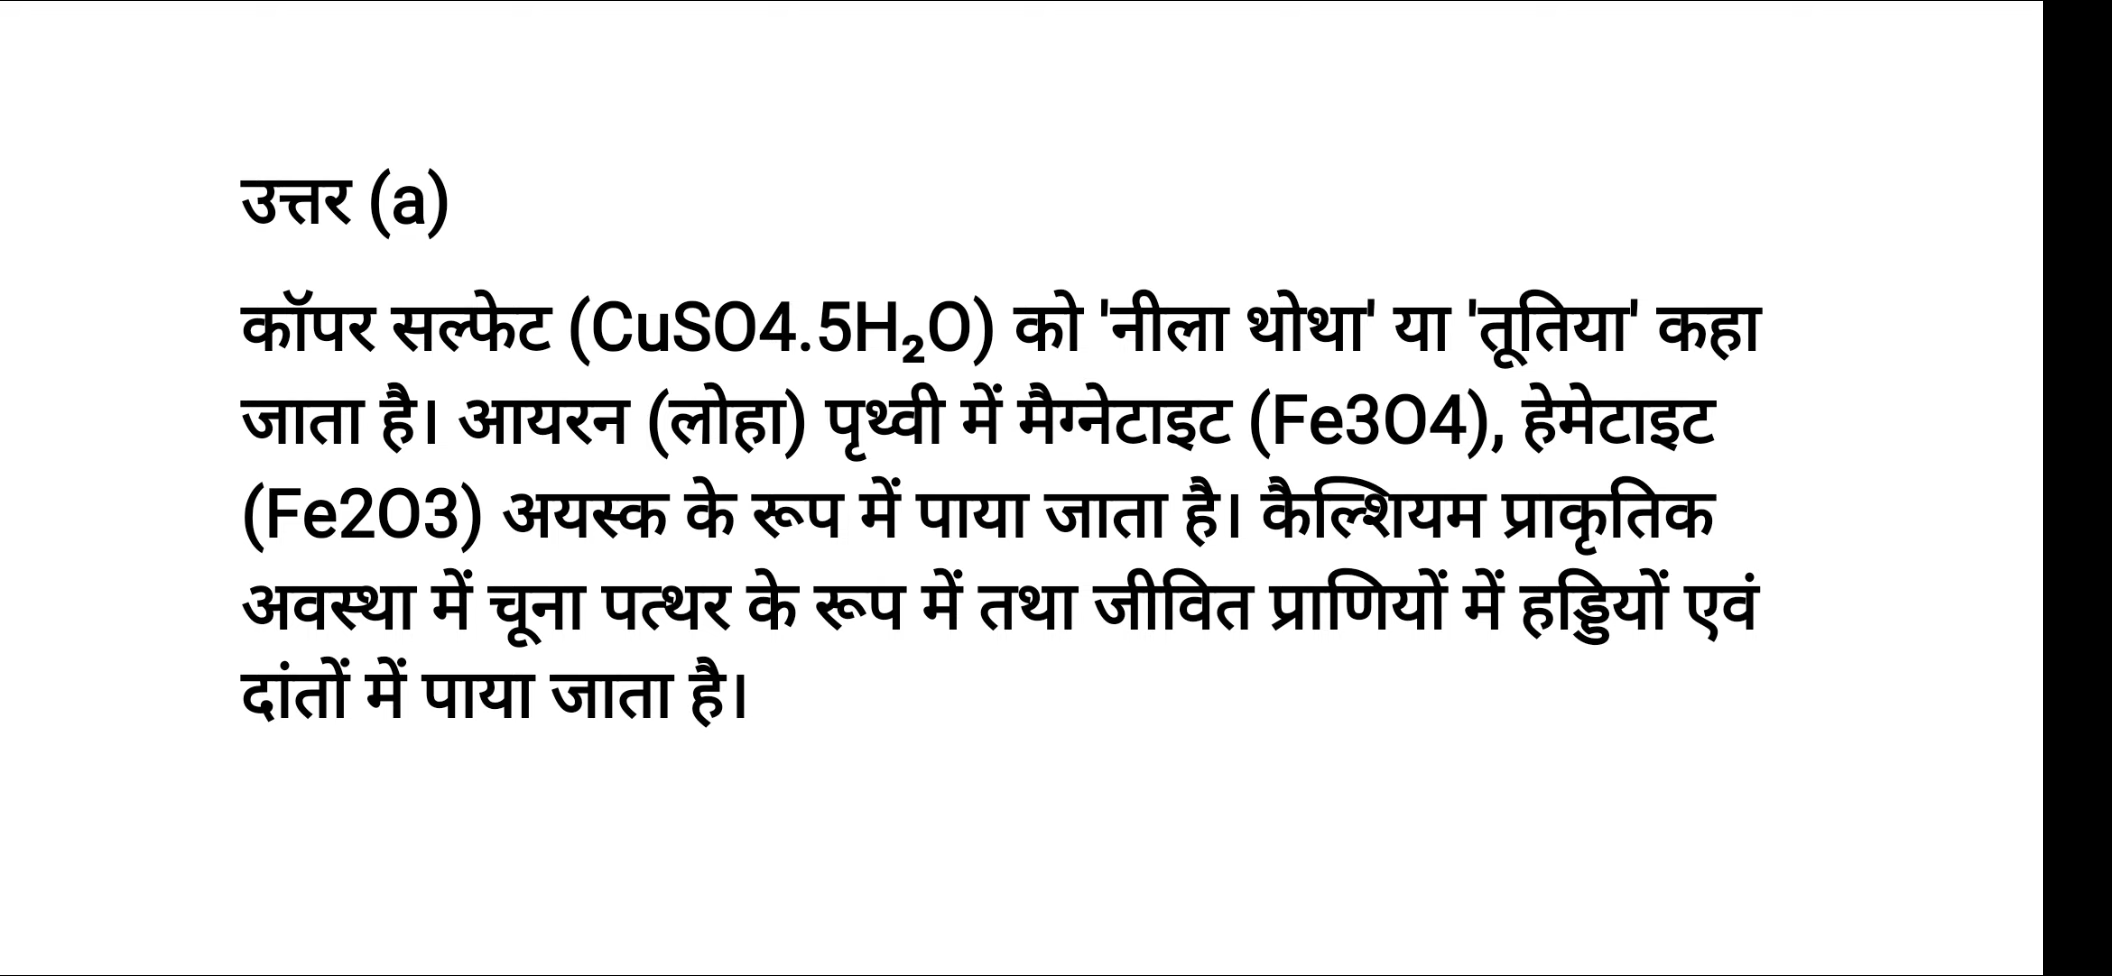 उत्तर (a)
कॉपर सल्फेट (CuSO4.5H₂O) को 'नीला थोथा' या 'तूतिया' कहा
जाता है। आयरन (लोहा) पृथ्वी में मैग्नेटाइट (Fe3O4), हेमेटाइट
(Fe2O3) अयस्क के रूप में पाया जाता है। कैल्शियम प्राकृतिक
अवस्था में चूना पत्थर के रूप में तथा जीवित प्राणियों में हड्डियों एवं
दांतों में पाया जाता है।